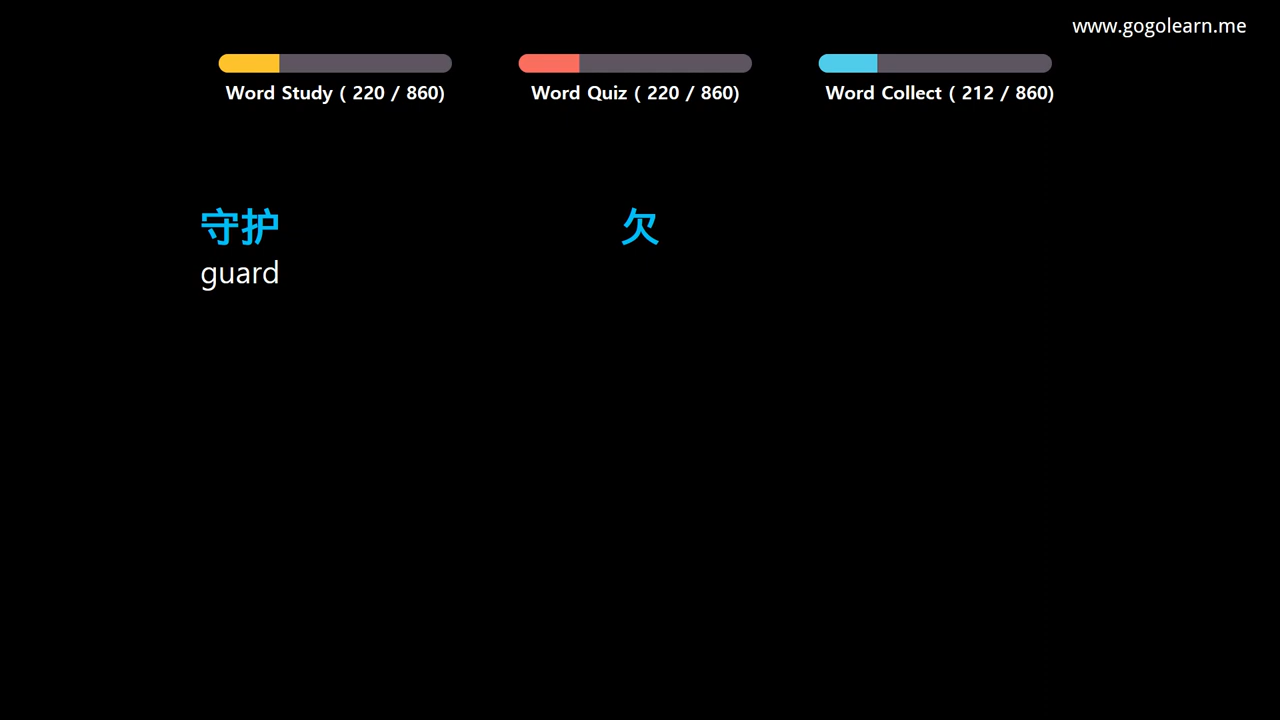 www.gogolearn.me
Word Study ( 220 / 860)
Word Quiz ( 220 / 860)
Word Collect ( 212 / 860)
守护
guard
欠